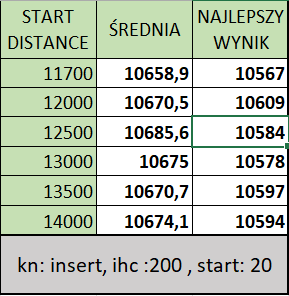 START DISTANCE ŚREDNIA NAJLEPSZY WYNIK
11700 10658,9 10567
12000 10670,5 10609
12500 10685,6 10584
13000 10675 10578
13500 10670,7 10597
14000 10674,1 10594
kn: insert, ihc :200 , start: 20